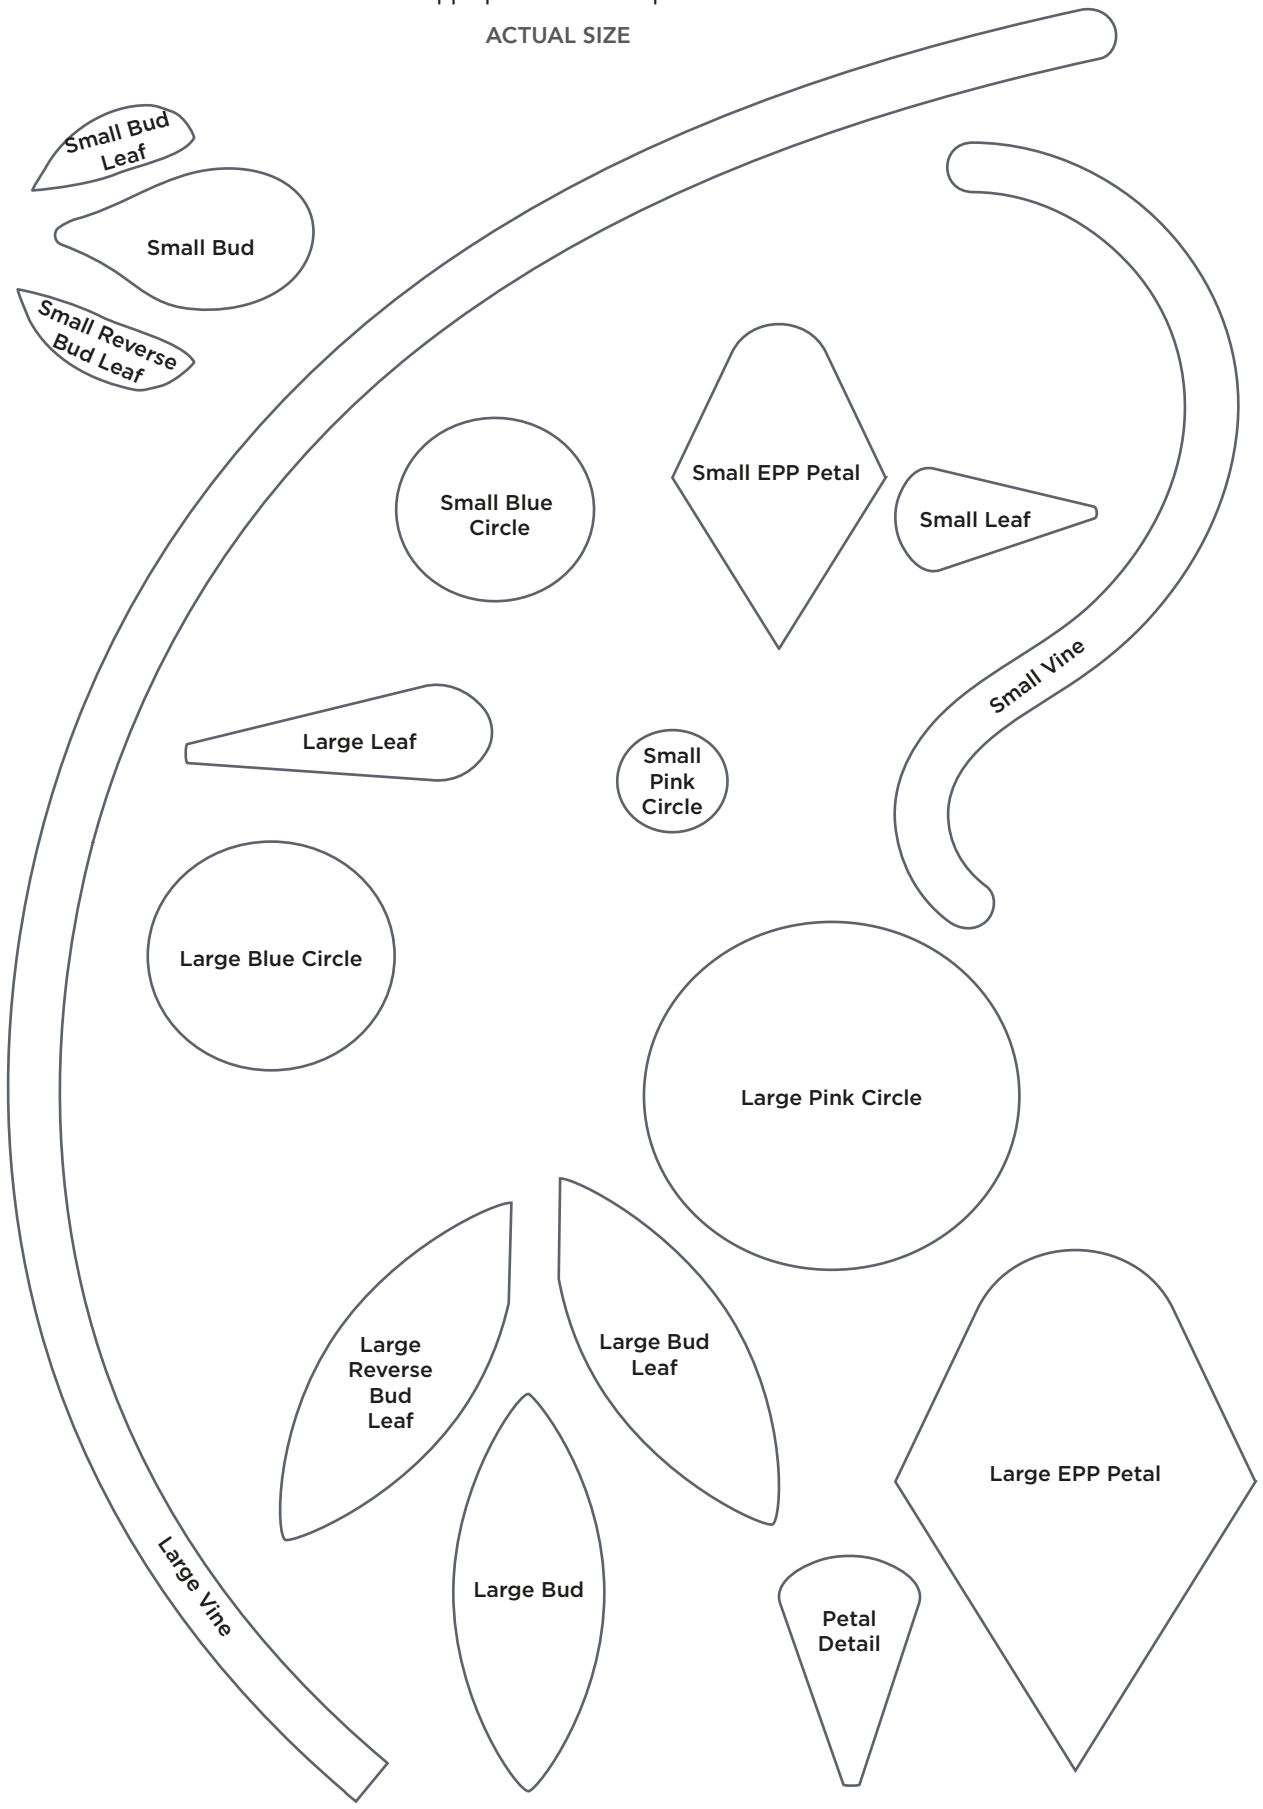 ACTUAL SIZE
Small Bud
Leaf
Small Bud
Small Reverse
Bud Leaf
Small Blue
Circle
Small EPP Petal
Small Leaf
Small Vine
Large Leaf
Small
Pink
Circle
Large Blue Circle
Large Pink Circle
Large
Reverse
Bud
Leaf
Large Bud
Leaf
Large EPP Petal
Large Vine
Large Bud
Petal
Detail